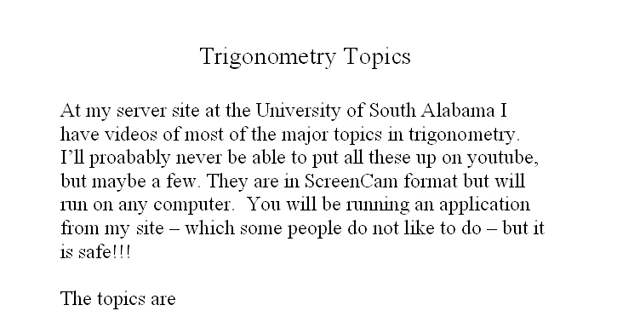 Trigonometry Topics
At my server site at the University of South Alabama I
have videos of most of the major topics in trigonometry.
I’ll proabably never be able to put all these up on youtube,
but maybe a few. They are in ScreenCam format but will
run on any computer.  You will be running an application
from my site – which some people do not like to do – but it
is safe!!!
The topics are